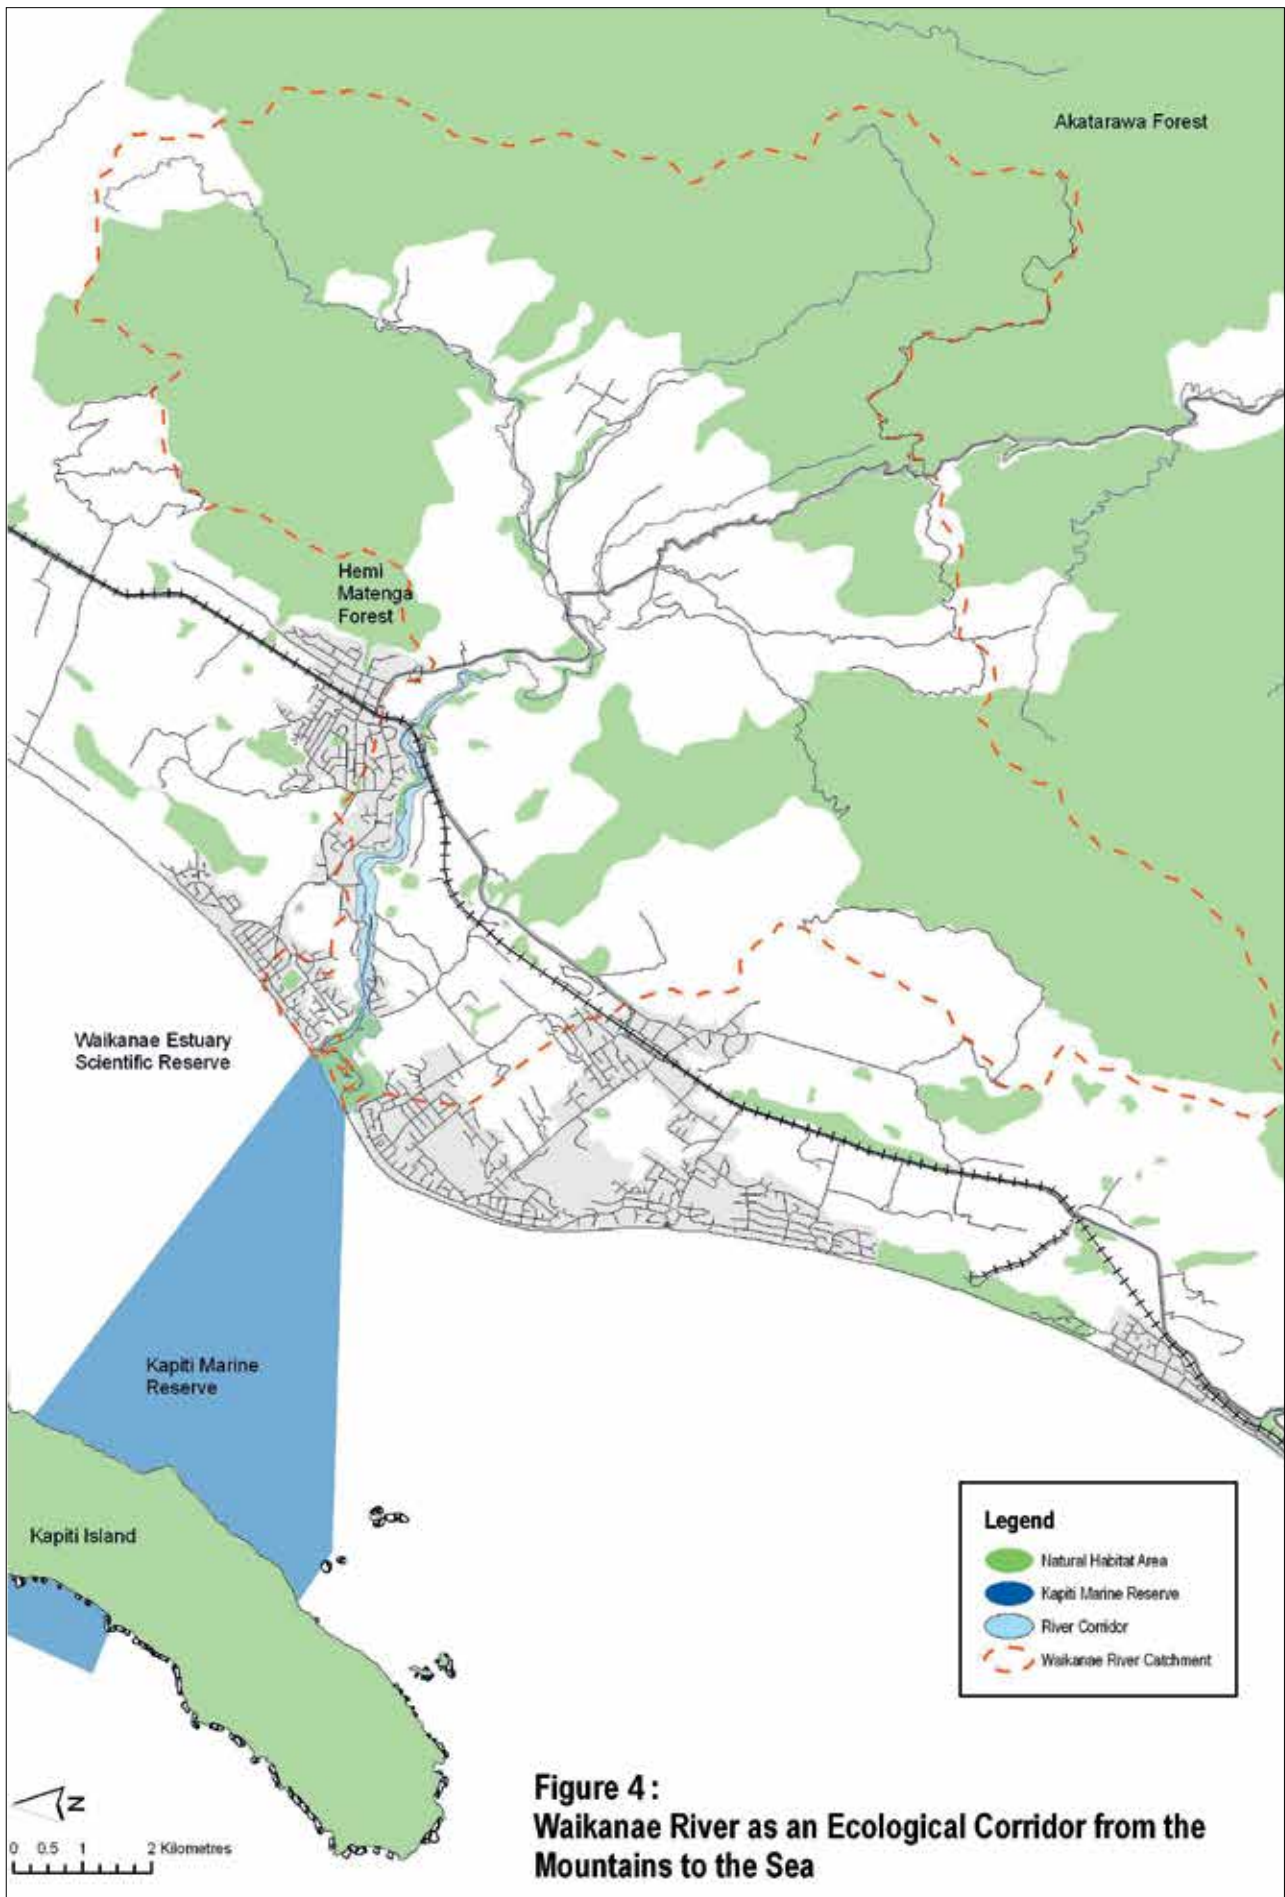 Akatarawa Forest
Hemi
Matenga
Forest
Waikanae Estuary
Scientific Reserve
Kapiti Marine
Reserve
Kapiti Island
Legend
Natural Habitat Area
Kapiti Marine Reserve
River Corridor
Waikanae River Catchment
N
0 0.5 1 2 Kilometres
Figure 4 :
Waikanae River as an Ecological Corridor from the
Mountains to the Sea